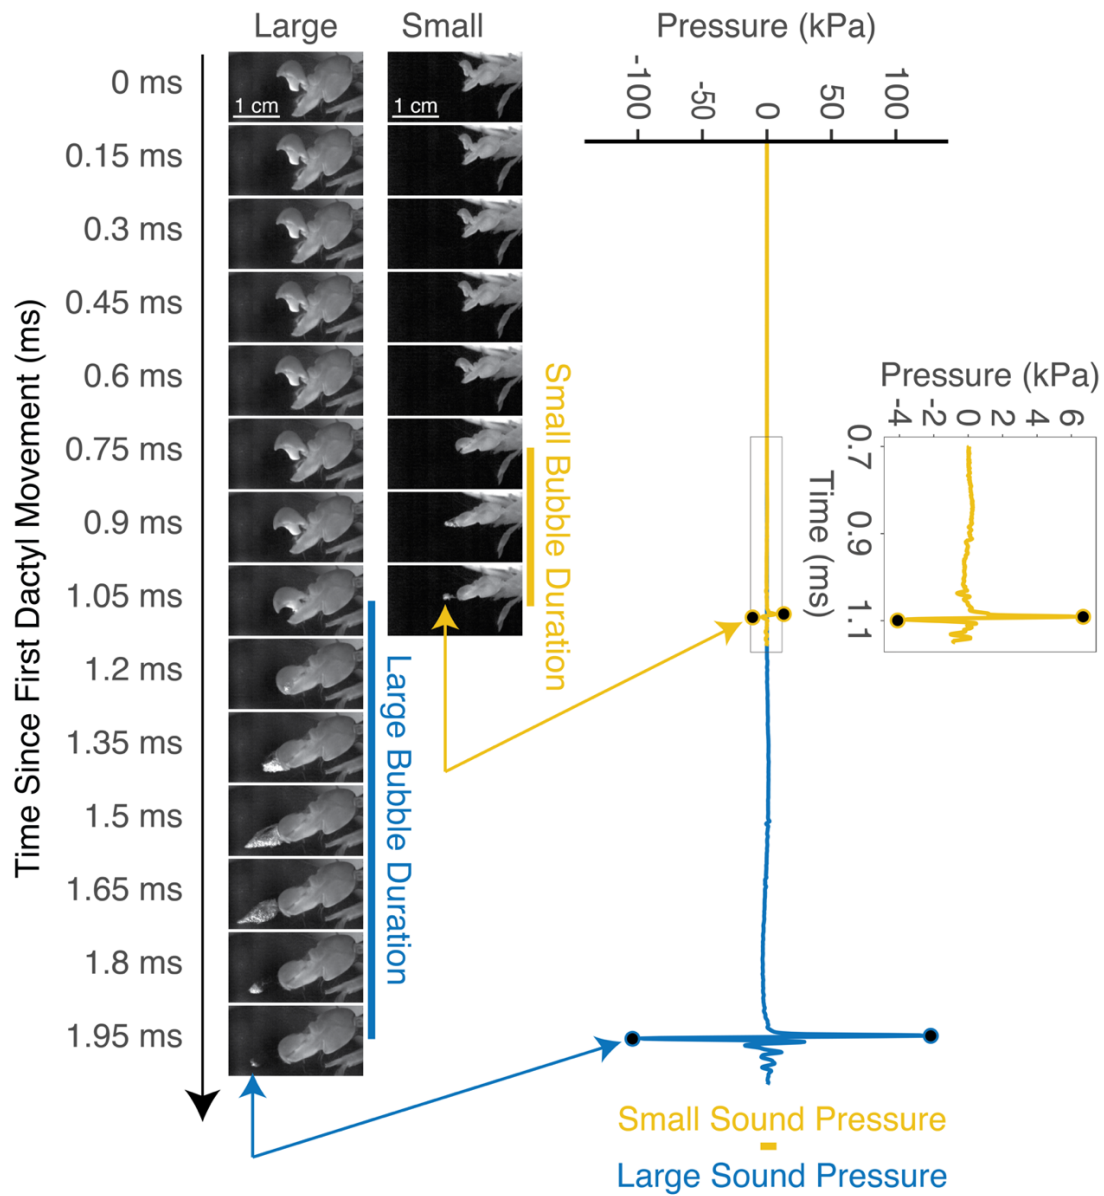 Large
Small
Pressure (kPa)
-100
-50
0
50
100
Time Since First Dactyl Movement (ms)
0 ms
1 cm
1 cm
0.15 ms
0.3 ms
0.45 ms
0.6 ms
0.75 ms
0.9 ms
1.05 ms
1.2 ms
1.35 ms
1.5 ms
1.65 ms
1.8 ms
1.95 ms
Small Bubble Duration
Large Bubble Duration
Pressure (kPa)
-4
-2
0
2
4
6
Time (ms)
0.7
0.9
1.1
Small Sound Pressure
Large Sound Pressure